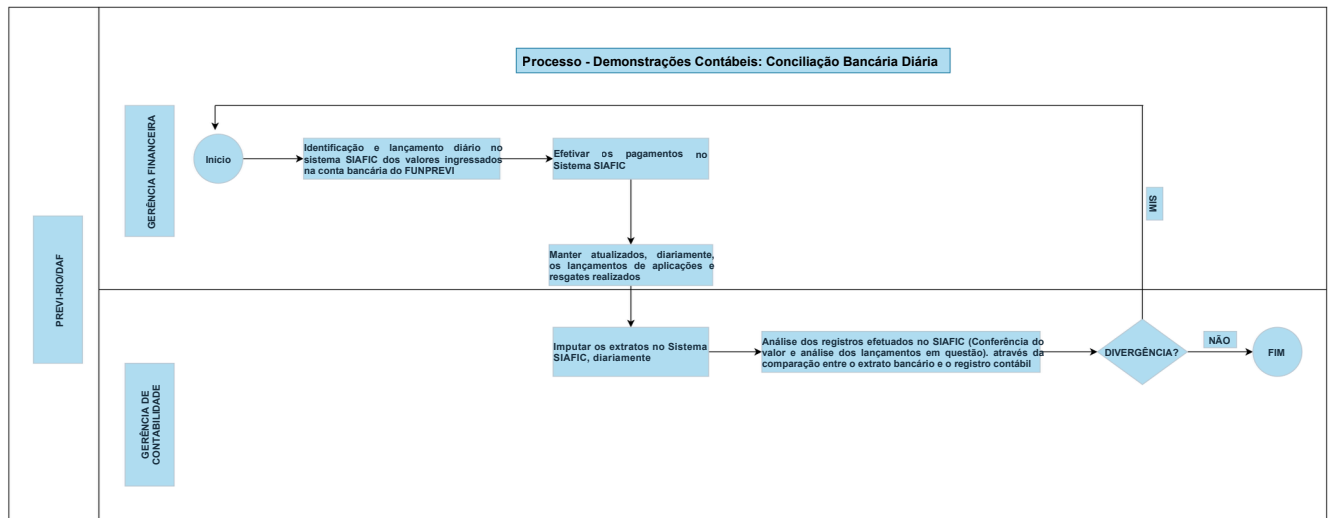 Processo - Demonstrações Contábeis: Conciliação Bancária Diária
PREVI-RIO/DAF
GERÊNCIA FINANCEIRA
Inicio
Identificação e lançamento diário no
sistema SIAFIC dos valores ingressados
na conta bancária do FUNPREVI
Efetivar os pagamentos no
Sistema SIAFIC
Manter atualizados, diariamente,
os lançamentos de aplicações e
resgates realizados
SIM
GERÊNCIA DE
CONTABILIDADE
Imputar os extratos no Sistema
SIAFIC, diariamente
Análise dos registros efetuados no SIAFIC (Conferência do
valor e análise dos lançamentos em questão). através da
comparação entre o extrato bancário e o registro contábil
DIVERGÊNCIA?
NÃO
FIM